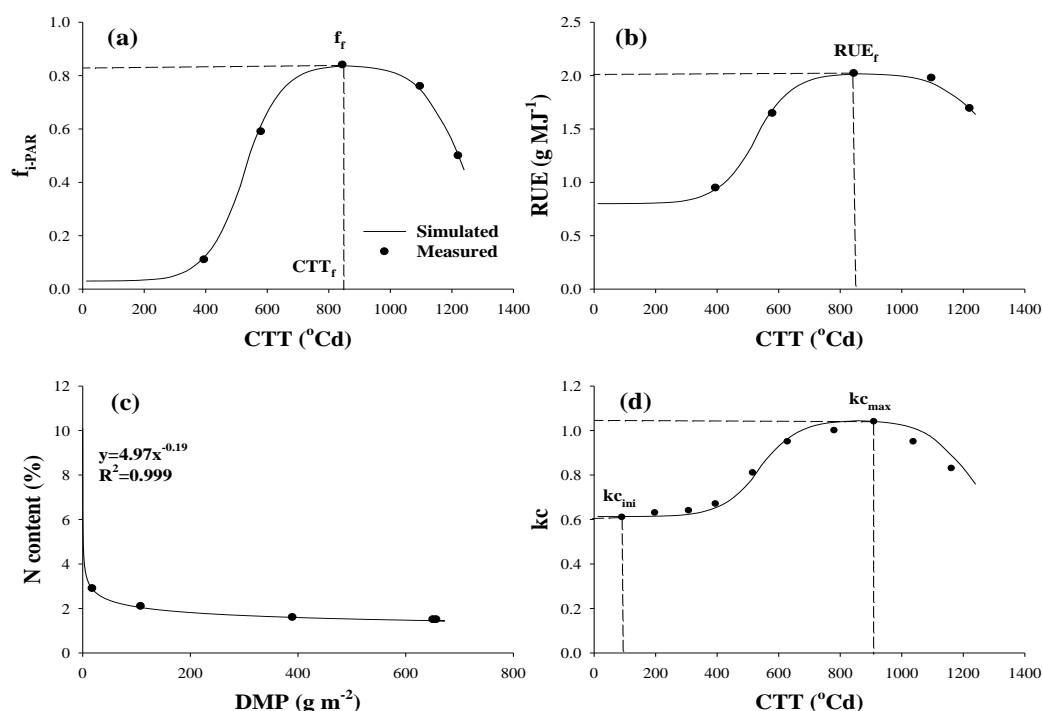 (a)
f_f
1.0
0.8
0.6
0.4
0.2
0.0
f_i-PAR
Simulated
Measured
CTT_f
0 200 400 600 800 1000 1200 1400
CTT (°Cd)
(b)
RUE_f
2.5
2.0
1.5
1.0
0.5
0.0
RUE (g MJ⁻¹)
0 200 400 600 800 1000 1200 1400
CTT (°Cd)
(c)
12
10
8
6
4
2
0
N content (%)
y=4.97x⁻⁰·¹⁹
R²=0.999
0 200 400 600 800
DMP (g m⁻²)
(d)
kc_max
kc_ini
1.2
1.0
0.8
0.6
0.4
0.2
0.0
kc
0 200 400 600 800 1000 1200 1400
CTT (°Cd)